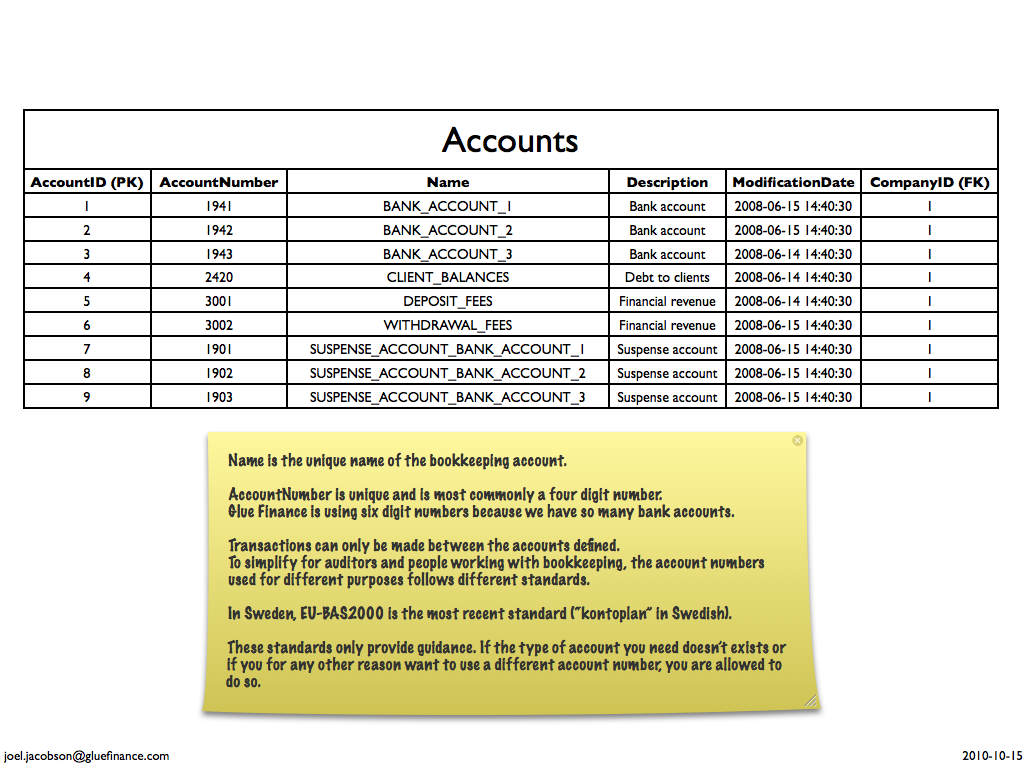 Accounts
AccountID (PK) AccountNumber Name Description ModificationDate CompanyID (FK)
1 1941 BANK_ACCOUNT_1 Bank account 2008-06-15 14:40:30 1
2 1942 BANK_ACCOUNT_2 Bank account 2008-06-15 14:40:30 1
3 1943 BANK_ACCOUNT_3 Bank account 2008-06-14 14:40:30 1
4 2420 CLIENT_BALANCES Debt to clients 2008-06-14 14:40:30 1
5 3001 DEPOSIT_FEES Financial revenue 2008-06-14 14:40:30 1
6 3002 WITHDRAWAL_FEES Financial revenue 2008-06-15 14:40:30 1
7 1901 SUSPENSE_ACCOUNT_BANK_ACCOUNT_1 Suspense account 2008-06-15 14:40:30 1
8 1902 SUSPENSE_ACCOUNT_BANK_ACCOUNT_2 Suspense account 2008-06-15 14:40:30 1
9 1903 SUSPENSE_ACCOUNT_BANK_ACCOUNT_3 Suspense account 2008-06-15 14:40:30 1
Name is the unique name of the bookkeeping account.
AccountNumber is unique and is most commonly a four digit number.
Glue Finance is using six digit numbers because we have so many bank accounts.
Transactions can only be made between the accounts defined.
To simplify for auditors and people working with bookkeeping, the account numbers
used for different purposes follows different standards.
In Sweden, EU-BAS2000 is the most recent standard ("kontoplan" in Swedish).
These standards only provide guidance. If the type of account you need doesn't exists or
if you for any other reason want to use a different account number, you are allowed to
do so.
joel.jacobson@gluefinance.com 2010-10-15